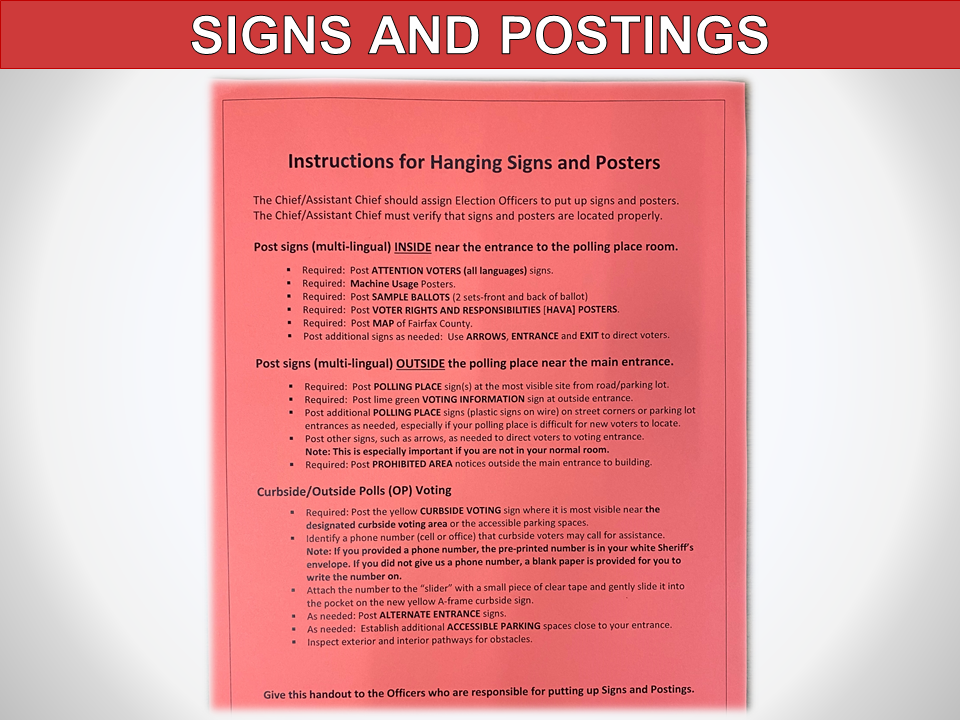 SIGNS AND POSTINGS
Instructions for Hanging Signs and Posters
The Chief/Assistant Chief should assign Election Officers to put up signs and posters.
The Chief/Assistant Chief must verify that signs and posters are located properly.
Post signs (multi-lingual) INSIDE near the entrance to the polling place room.
▪ Required: Post ATTENTION VOTERS (all languages) signs.
▪ Required: Machine Usage Posters.
▪ Required: Post SAMPLE BALLOTS (2 sets-front and back of ballot)
▪ Required: Post VOTER RIGHTS AND RESPONSIBILITIES [HAVA] POSTERS.
▪ Required: Post MAP of Fairfax County.
▪ Post additional signs as needed: Use ARROWS, ENTRANCE and EXIT to direct voters.
Post signs (multi-lingual) OUTSIDE the polling place near the main entrance.
▪ Required: Post POLLING PLACE sign(s) at the most visible site from road/parking lot.
▪ Required: Post lime green VOTING INFORMATION sign at outside entrance.
▪ Post additional POLLING PLACE signs (plastic signs on wire) on street corners or parking lot
entrances as needed, especially if your polling place is difficult for new voters to locate.
▪ Post other signs, such as arrows, as needed to direct voters to voting entrance.
Note: This is especially important if you are not in your normal room.
▪ Required: Post PROHIBITED AREA notices outside the main entrance to building.
Curbside/Outside Polls (OP) Voting
▪ Required: Post the yellow CURBSIDE VOTING sign where it is most visible near the
designated curbside voting area or the accessible parking spaces.
▪ Identify a phone number (cell or office) that curbside voters may call for assistance.
Note: If you provided a phone number, the pre-printed number is in your white Sheriff's
envelope. If you did not give us a phone number, a blank paper is provided for you to
write the number on.
▪ Attach the number to the "slider" with a small piece of clear tape and gently slide it into
the pocket on the new yellow A-frame curbside sign.
▪ As needed: Post ALTERNATE ENTRANCE signs.
▪ As needed: Establish additional ACCESSIBLE PARKING spaces close to your entrance.
▪ Inspect exterior and interior pathways for obstacles.
Give this handout to the Officers who are responsible for putting up Signs and Postings.